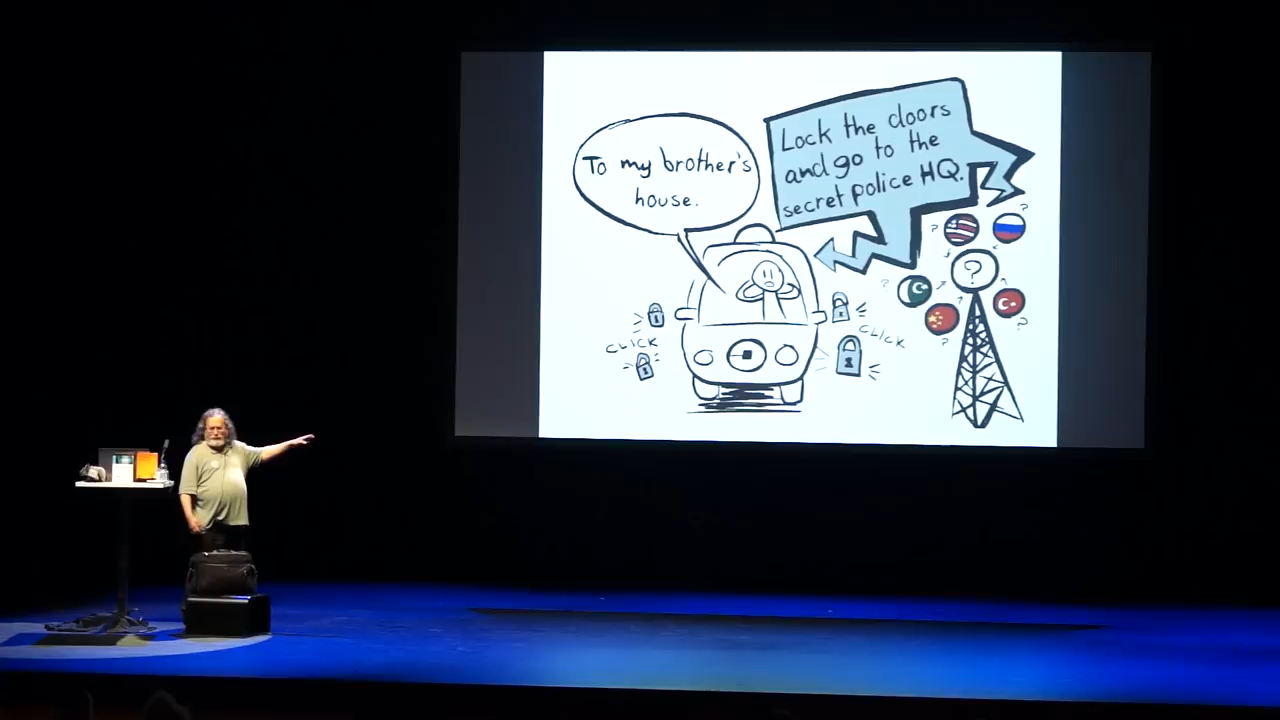 To my brother's
house.
Lock the doors
and go to the
secret police HQ.
?
?
?
?
?
?
CLICK
CLICK